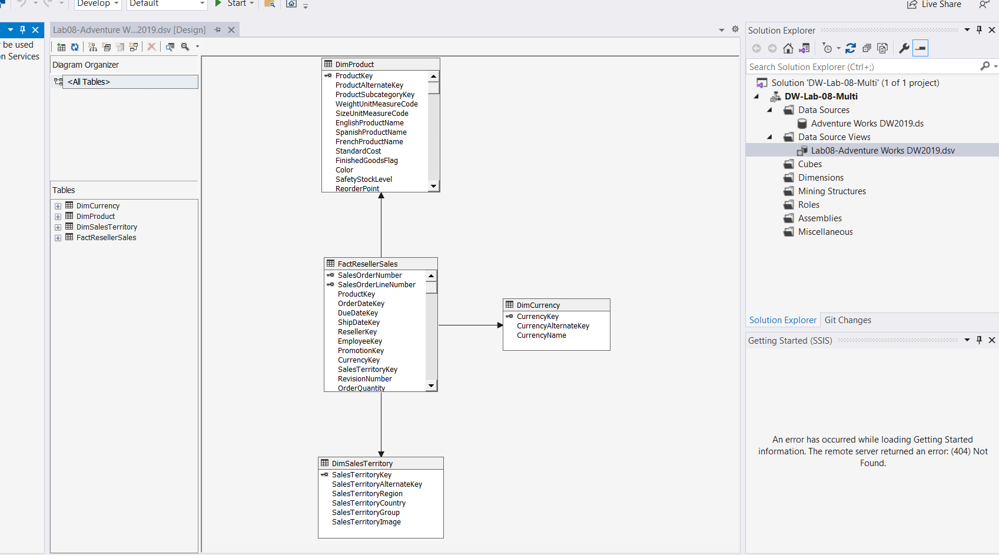 Develop
Default
Start
Live Share
be used
on Services
Lab08-Adventure W...2019.dsv [Design]
Diagram Organizer
<All Tables>
Tables
DimCurrency
DimProduct
DimSalesTerritory
FactResellerSales
DimProduct
ProductKey
ProductAlternateKey
ProductSubcategoryKey
WeightUnitMeasureCode
SizeUnitMeasureCode
EnglishProductName
SpanishProductName
FrenchProductName
StandardCost
FinishedGoodsFlag
Color
SafetyStockLevel
ReorderPoint
FactResellerSales
SalesOrderNumber
SalesOrderLineNumber
ProductKey
OrderDateKey
DueDateKey
ShipDateKey
ResellerKey
EmployeeKey
PromotionKey
CurrencyKey
SalesTerritoryKey
RevisionNumber
OrderQuantity
DimCurrency
CurrencyKey
CurrencyAlternateKey
CurrencyName
DimSalesTerritory
SalesTerritoryKey
SalesTerritoryAlternateKey
SalesTerritoryRegion
SalesTerritoryCountry
SalesTerritoryGroup
SalesTerritoryImage
Solution Explorer
Search Solution Explorer (Ctrl+;)
Solution 'DW-Lab-08-Multi' (1 of 1 project)
DW-Lab-08-Multi
Data Sources
Adventure Works DW2019.ds
Data Source Views
Lab08-Adventure Works DW2019.dsv
Cubes
Dimensions
Mining Structures
Roles
Assemblies
Miscellaneous
Solution Explorer
Git Changes
Getting Started (SSIS)
An error has occurred while loading Getting Started
information. The remote server returned an error: (404) Not
Found.